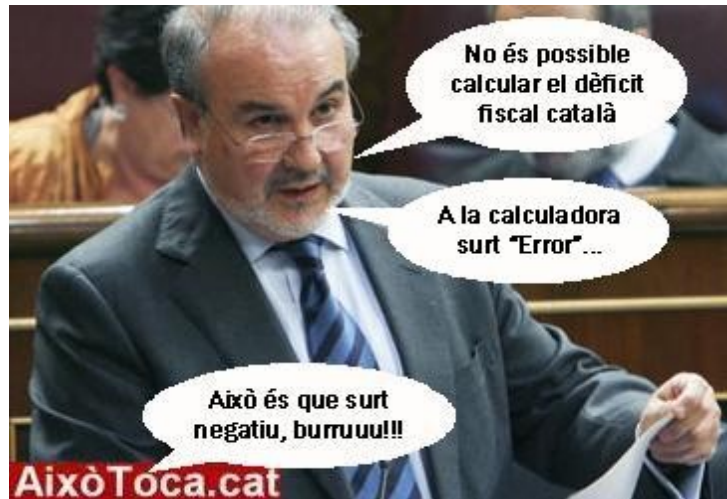 No és possible
calcular el dèficit
fiscal català
A la calculadora
surt "Error"...
Això és que surt
negatiu, burruuu!!!
AixòToca.cat